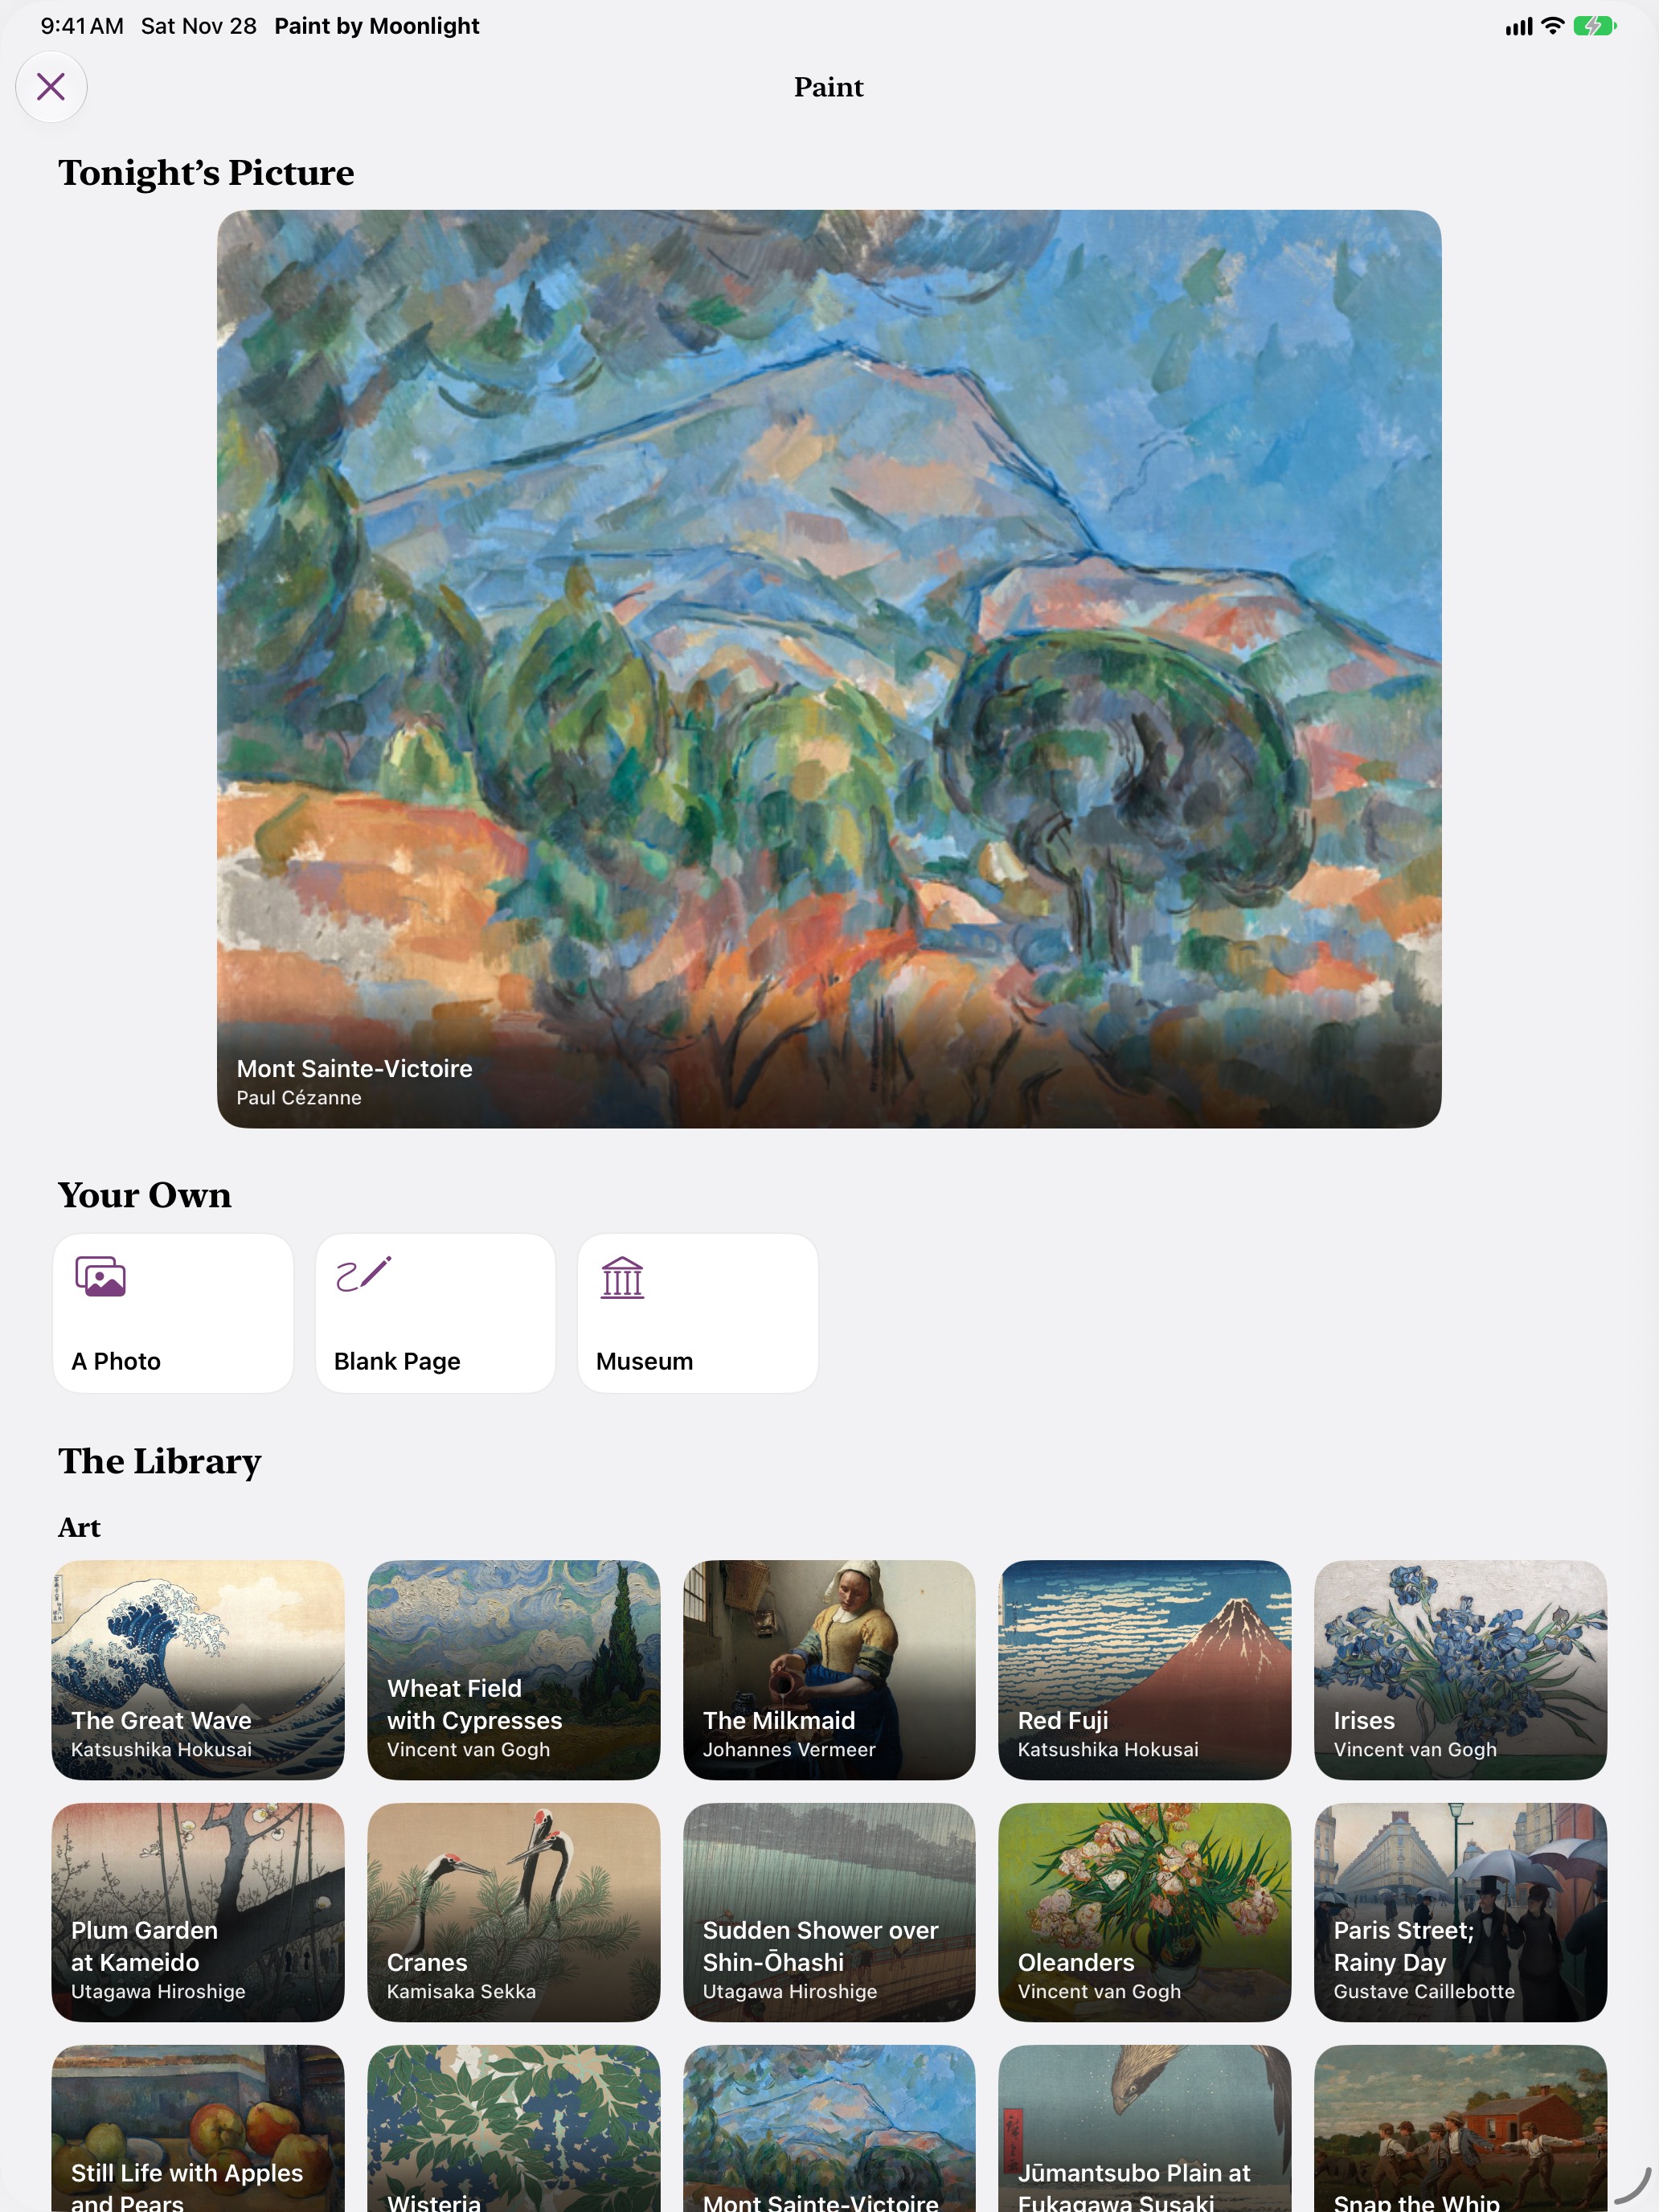 9:41 AM Sat Nov 28 Paint by Moonlight
Paint
Tonight’s Picture
Mont Sainte-Victoire
Paul Cézanne
Your Own
A Photo
Blank Page
Museum
The Library
Art
The Great Wave
Katsushika Hokusai
Wheat Field
with Cypresses
Vincent van Gogh
The Milkmaid
Johannes Vermeer
Red Fuji
Katsushika Hokusai
Irises
Vincent van Gogh
Plum Garden
at Kameido
Utagawa Hiroshige
Cranes
Kamisaka Sekka
Sudden Shower over
Shin-Ōhashi
Utagawa Hiroshige
Oleanders
Vincent van Gogh
Paris Street;
Rainy Day
Gustave Caillebotte
Still Life with Apples
and Pears
Wisteria
Mont Sainte-Victoire
Jūmantsubo Plain at
Fukagawa Susaki
Snap the Whip